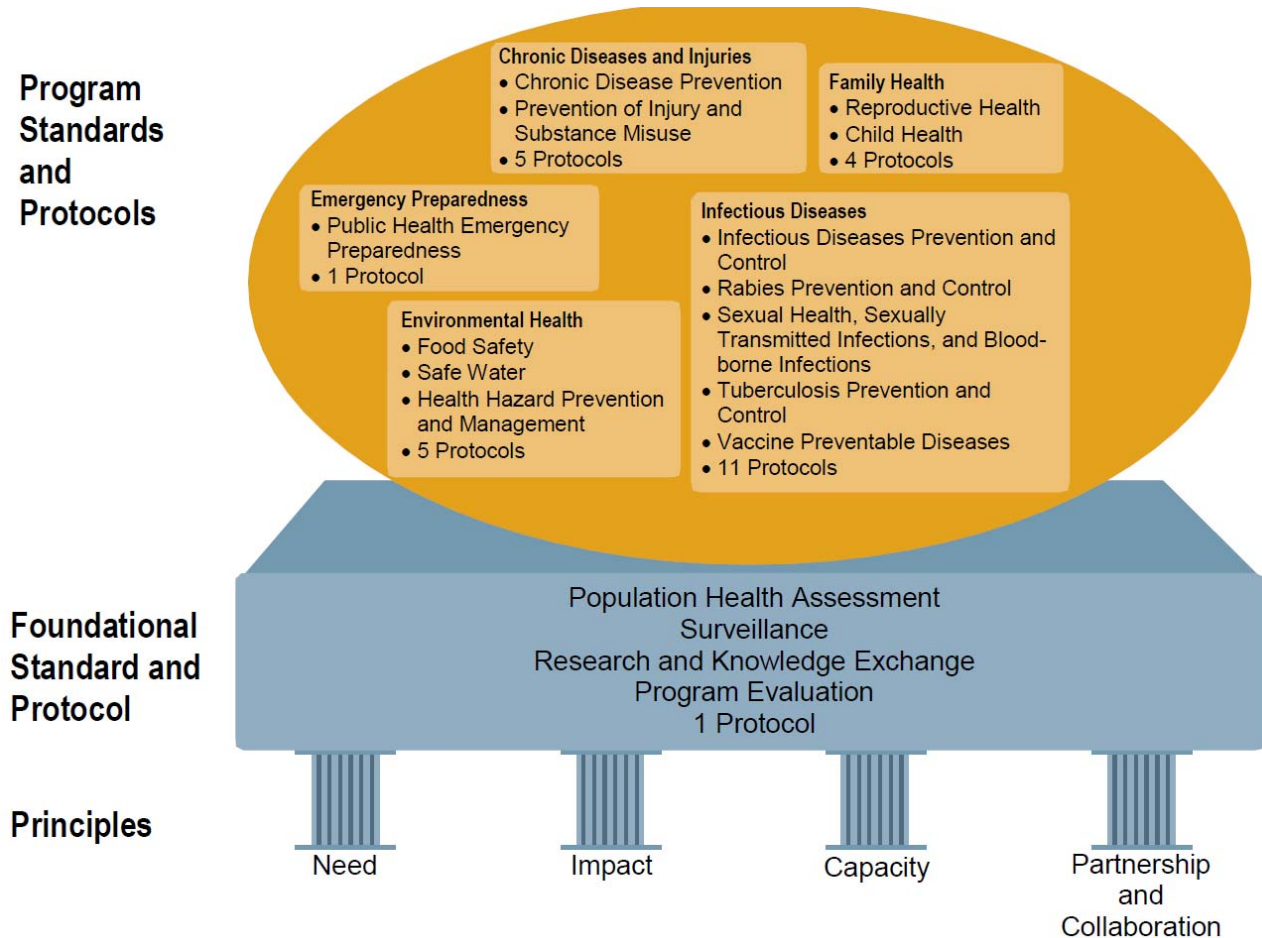 Program
Standards
and
Protocols
Chronic Diseases and Injuries
• Chronic Disease Prevention
• Prevention of Injury and
Substance Misuse
• 5 Protocols
Family Health
• Reproductive Health
• Child Health
• 4 Protocols
Emergency Preparedness
• Public Health Emergency
Preparedness
• 1 Protocol
Infectious Diseases
• Infectious Diseases Prevention and
Control
• Rabies Prevention and Control
• Sexual Health, Sexually
Transmitted Infections, and Blood-
borne Infections
• Tuberculosis Prevention and
Control
• Vaccine Preventable Diseases
• 11 Protocols
Environmental Health
• Food Safety
• Safe Water
• Health Hazard Prevention
and Management
• 5 Protocols
Foundational
Standard and
Protocol
Population Health Assessment
Surveillance
Research and Knowledge Exchange
Program Evaluation
1 Protocol
Principles
Need
Impact
Capacity
Partnership
and
Collaboration